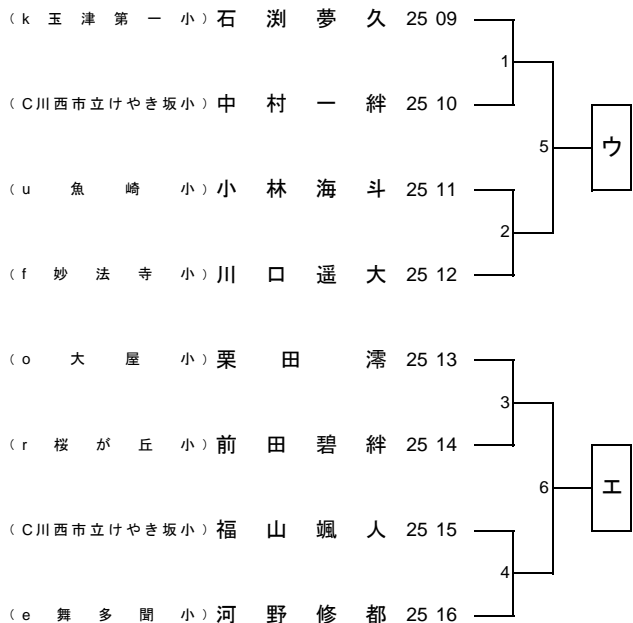 (k 玉津第一小) 石渕夢久 25 09
1
(C川西市立けやき坂小) 中村一絆 25 10
5 ウ
(u 魚崎小) 小林海斗 25 11
2
(f 妙法寺小) 川口遥大 25 12
(o 大屋小) 栗田澪 25 13
3
(r 桜が丘小) 前田碧絆 25 14
6 エ
(C川西市立けやき坂小) 福山颯人 25 15
4
(e 舞多聞小) 河野修都 25 16